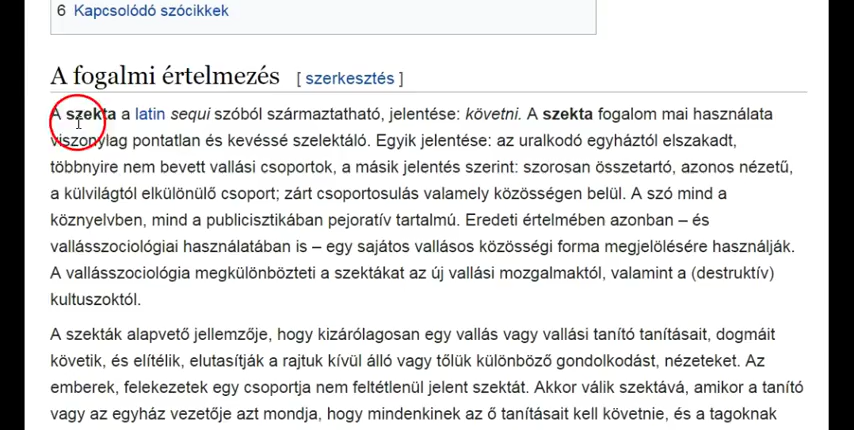 6 Kapcsolódó szócikkek
A fogalmi értelmezés [ szerkesztés ]
A szekta a latin sequi szóból származtatható, jelentése: követni. A szekta fogalom mai használata
viszonylag pontatlan és kevéssé szelektáló. Egyik jelentése: az uralkodó egyháztól elszakadt,
többnyire nem bevett vallási csoportok, a másik jelentés szerint: szorosan összetartó, azonos nézetű,
a külvilágtól elkülönülő csoport; zárt csoportosulás valamely közösségen belül. A szó mind a
köznyelvben, mind a publicisztikában pejoratív tartalmú. Eredeti értelmében azonban – és
vallásszociológiai használatában is – egy sajátos vallásos közösségi forma megjelölésére használják.
A vallásszociológia megkülönbözteti a szektákat az új vallási mozgalmaktól, valamint a (destruktív)
kultuszoktól.
A szekták alapvető jellemzője, hogy kizárólagosan egy vallás vagy vallási tanító tanításait, dogmáit
követik, és elítélik, elutasítják a rajtuk kívül álló vagy tőlük különböző gondolkodást, nézeteket. Az
emberek, felekezetek egy csoportja nem feltétlenül jelent szektát. Akkor válik szektává, amikor a tanító
vagy az egyház vezetője azt mondja, hogy mindenkinek az ő tanításait kell követnie, és a tagoknak